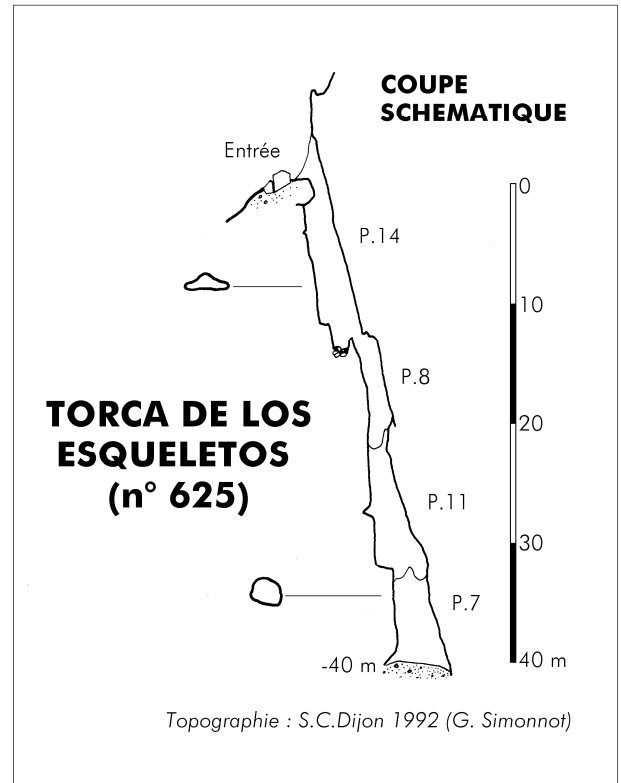 COUPE
SCHEMATIQUE
Entrée
0
P.14
10
P.8
TORCA DE LOS
ESQUELETOS
(n° 625)
20
P.11
30
P.7
-40 m
40 m
Topographie : S.C.Dijon 1992 (G. Simonnot)